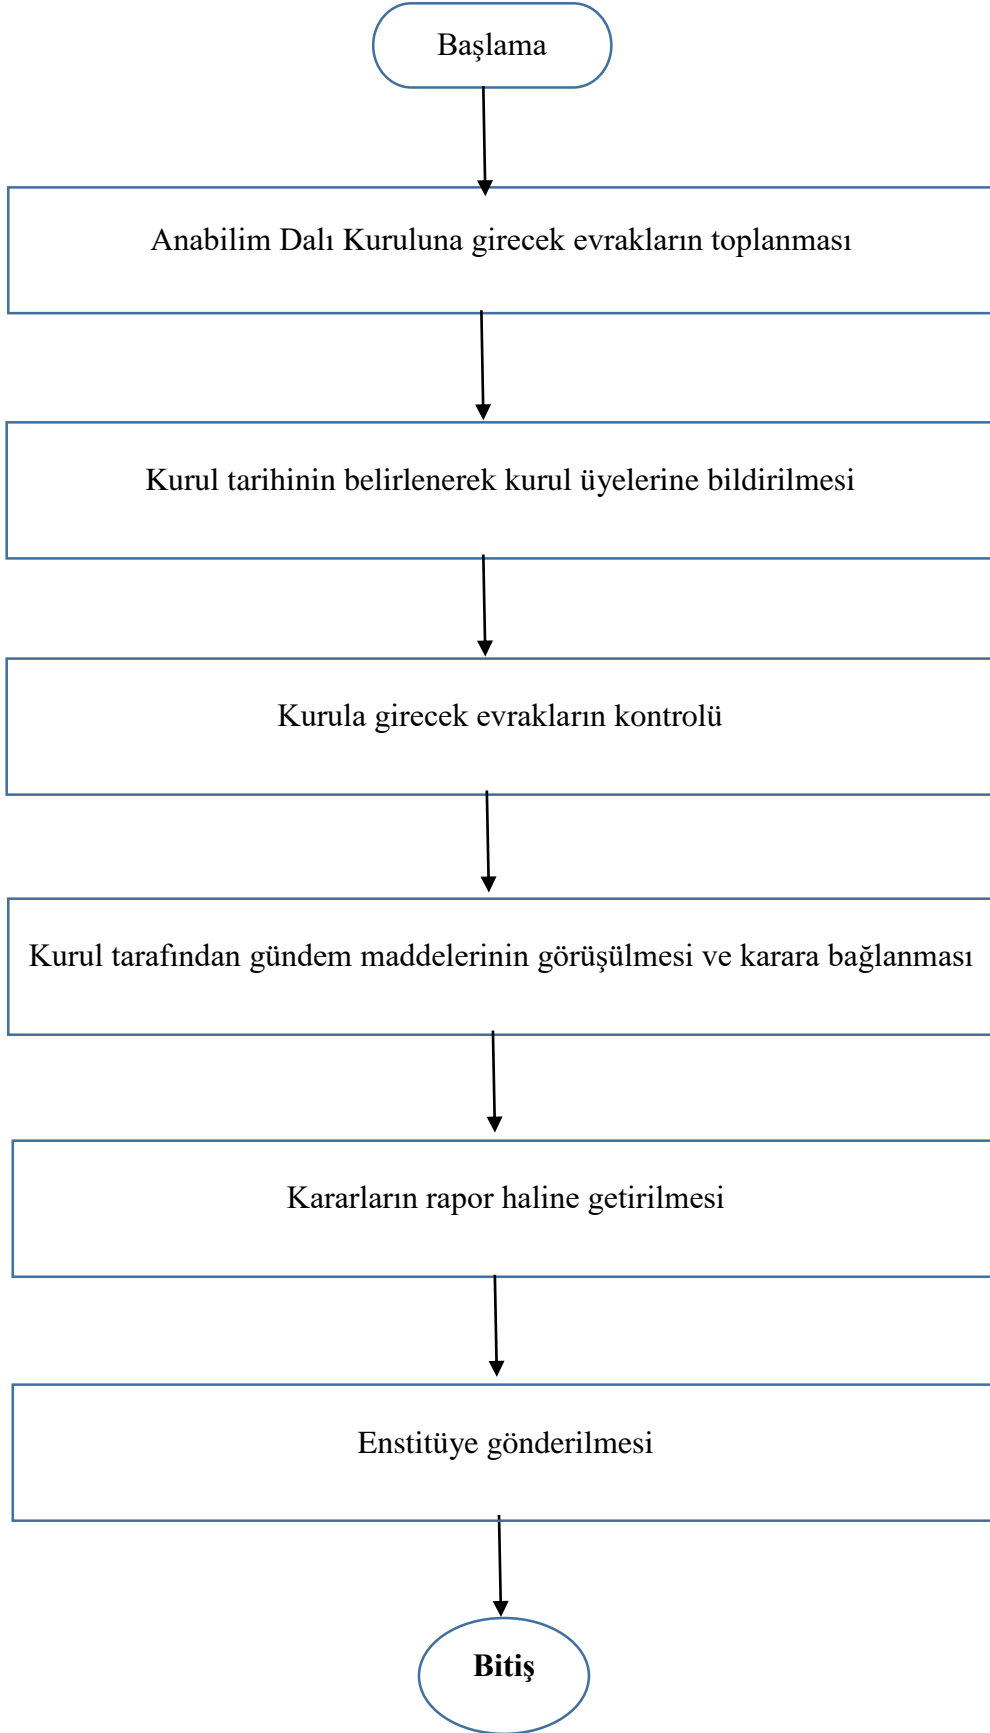 Başlama
Anabilim Dalı Kuruluna girecek evrakların toplanması
Kurul tarihinin belirlenerek kurul üyelerine bildirilmesi
Kurula girecek evrakların kontrolü
Kurul tarafından gündem maddelerinin görüşülmesi ve karara bağlanması
Kararların rapor haline getirilmesi
Enstitüye gönderilmesi
Bitiş